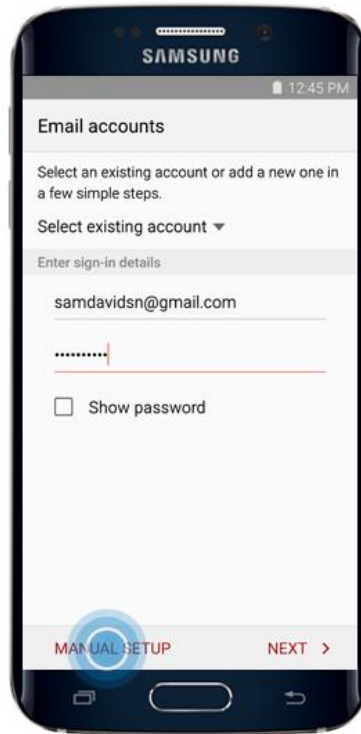 SAMSUNG
12:45 PM
Email accounts
Select an existing account or add a new one in
a few simple steps.
Select existing account
Enter sign-in details
samdavidsn@gmail.com
••••••••••
Show password
MANUAL SETUP
NEXT >